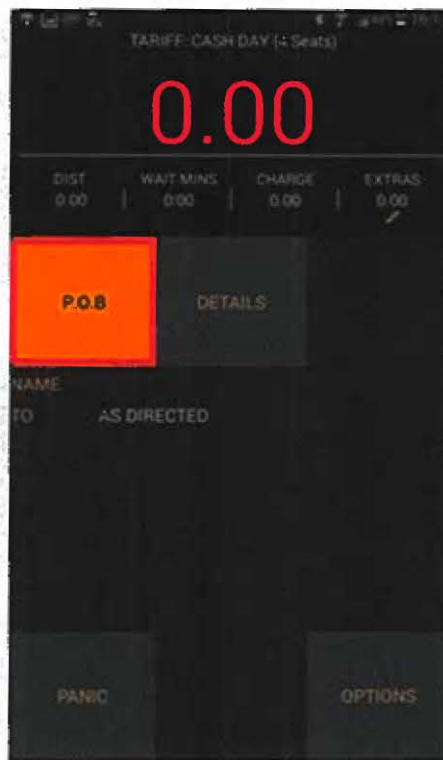 TARIFF: CASH DAY (4 Seats)
0.00
DIST WAIT MINS CHARGE EXTRAS
0.00 0:00 0.00 0.00
P.O.B DETAILS
NAME
TO AS DIRECTED
PANIC OPTIONS